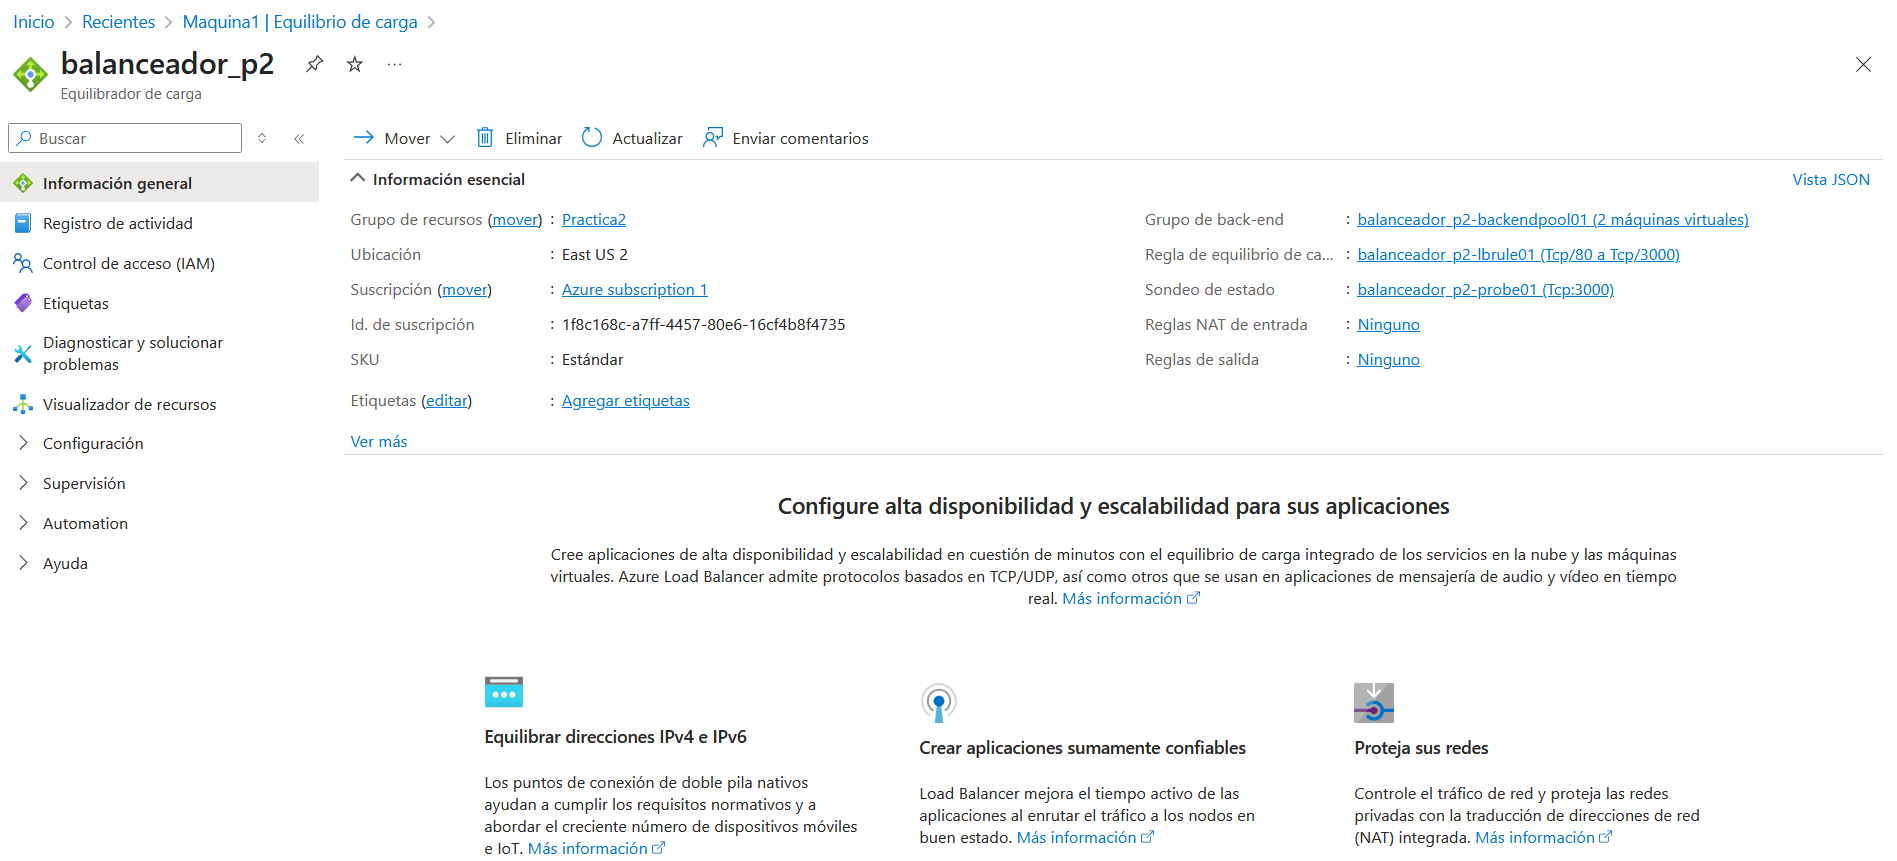 Inicio > Recientes > Maquina1 | Equilibrio de carga >
balanceador_p2
Equilibrador de carga
Buscar
Mover
Eliminar
Actualizar
Enviar comentarios
Información general
Registro de actividad
Control de acceso (IAM)
Etiquetas
Diagnosticar y solucionar
problemas
Visualizador de recursos
Configuración
Supervisión
Automation
Ayuda
Información esencial
Vista JSON
Grupo de recursos (mover) : Practica2
Ubicación : East US 2
Suscripción (mover) : Azure subscription 1
Id. de suscripción : 1f8c168c-a7ff-4457-80e6-16cf4b8f4735
SKU : Estándar
Etiquetas (editar) : Agregar etiquetas
Ver más
Grupo de back-end : balanceador_p2-backendpool01 (2 máquinas virtuales)
Regla de equilibrio de ca... : balanceador_p2-lbrule01 (Tcp/80 a Tcp/3000)
Sondeo de estado : balanceador_p2-probe01 (Tcp:3000)
Reglas NAT de entrada : Ninguno
Reglas de salida : Ninguno
Configure alta disponibilidad y escalabilidad para sus aplicaciones
Cree aplicaciones de alta disponibilidad y escalabilidad en cuestión de minutos con el equilibrio de carga integrado de los servicios en la nube y las máquinas
virtuales. Azure Load Balancer admite protocolos basados en TCP/UDP, así como otros que se usan en aplicaciones de mensajería de audio y vídeo en tiempo
real. Más información
Equilibrar direcciones IPv4 e IPv6
Los puntos de conexión de doble pila nativos
ayudan a cumplir los requisitos normativos y a
abordar el creciente número de dispositivos móviles
e IoT. Más información
Crear aplicaciones sumamente confiables
Load Balancer mejora el tiempo activo de las
aplicaciones al enrutar el tráfico a los nodos en
buen estado. Más información
Proteja sus redes
Controle el tráfico de red y proteja las redes
privadas con la traducción de direcciones de red
(NAT) integrada. Más información